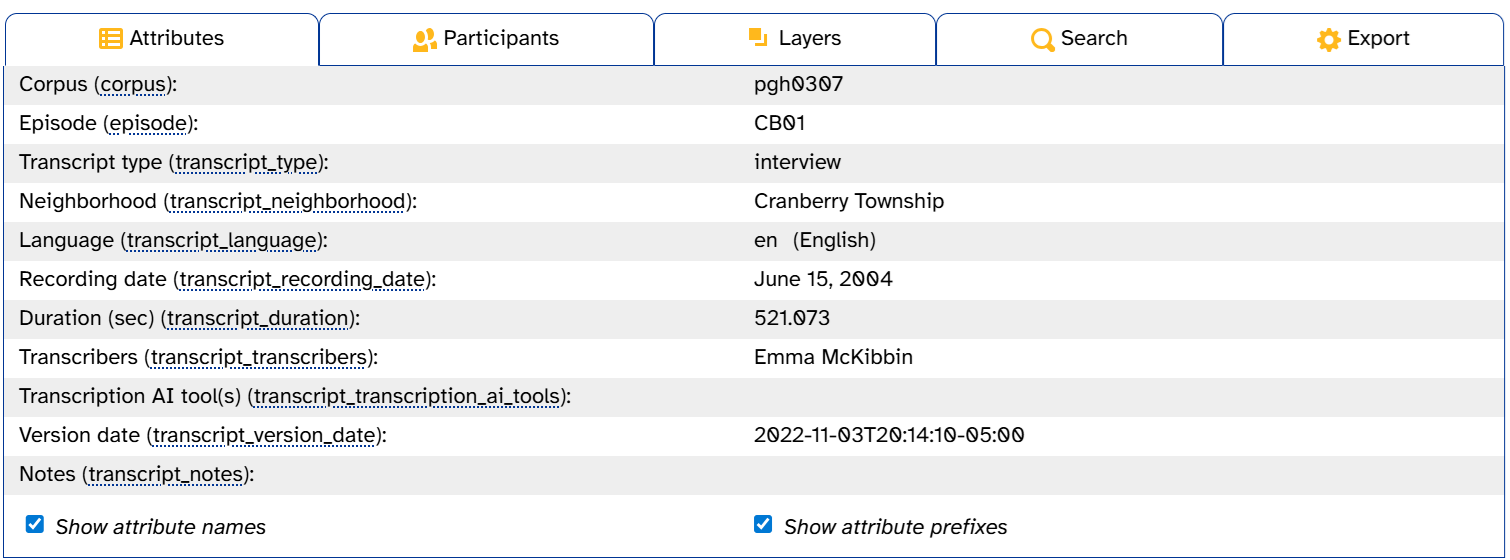 Attributes Participants Layers Search Export
Corpus (corpus): pgh0307
Episode (episode): CB01
Transcript type (transcript_type): interview
Neighborhood (transcript_neighborhood): Cranberry Township
Language (transcript_language): en (English)
Recording date (transcript_recording_date): June 15, 2004
Duration (sec) (transcript_duration): 521.073
Transcribers (transcript_transcribers): Emma McKibbin
Transcription AI tool(s) (transcript_transcription_ai_tools):
Version date (transcript_version_date): 2022-11-03T20:14:10-05:00
Notes (transcript_notes):
Show attribute names Show attribute prefixes